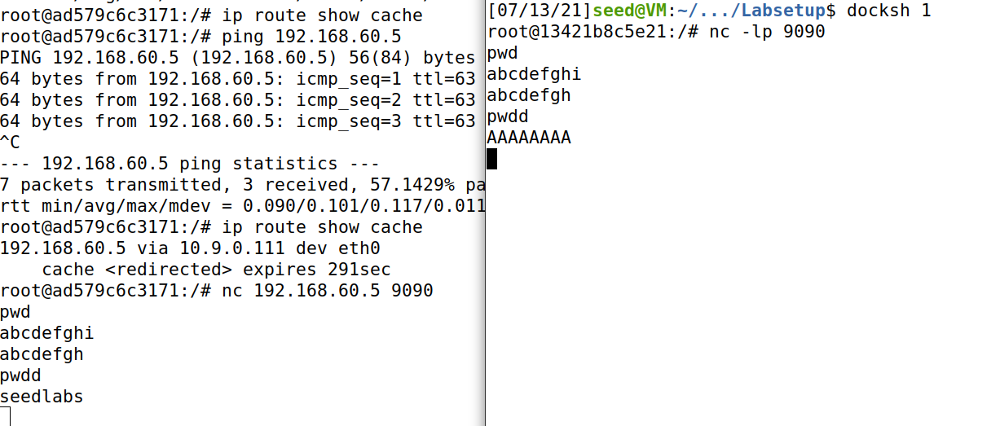 root@ad579c6c3171:/# ip route show cache
root@ad579c6c3171:/# ping 192.168.60.5
PING 192.168.60.5 (192.168.60.5) 56(84) bytes
64 bytes from 192.168.60.5: icmp_seq=1 ttl=63
64 bytes from 192.168.60.5: icmp_seq=2 ttl=63
64 bytes from 192.168.60.5: icmp_seq=3 ttl=63
^C
--- 192.168.60.5 ping statistics ---
7 packets transmitted, 3 received, 57.1429% pa
rtt min/avg/max/mdev = 0.090/0.101/0.117/0.011
root@ad579c6c3171:/# ip route show cache
192.168.60.5 via 10.9.0.111 dev eth0
    cache <redirected> expires 291sec
root@ad579c6c3171:/# nc 192.168.60.5 9090
pwd
abcdefghi
abcdefgh
pwdd
seedlabs
[07/13/21]seed@VM:~/.../Labsetup$ docksh 1
root@13421b8c5e21:/# nc -lp 9090
pwd
abcdefghi
abcdefgh
pwdd
AAAAAAAA